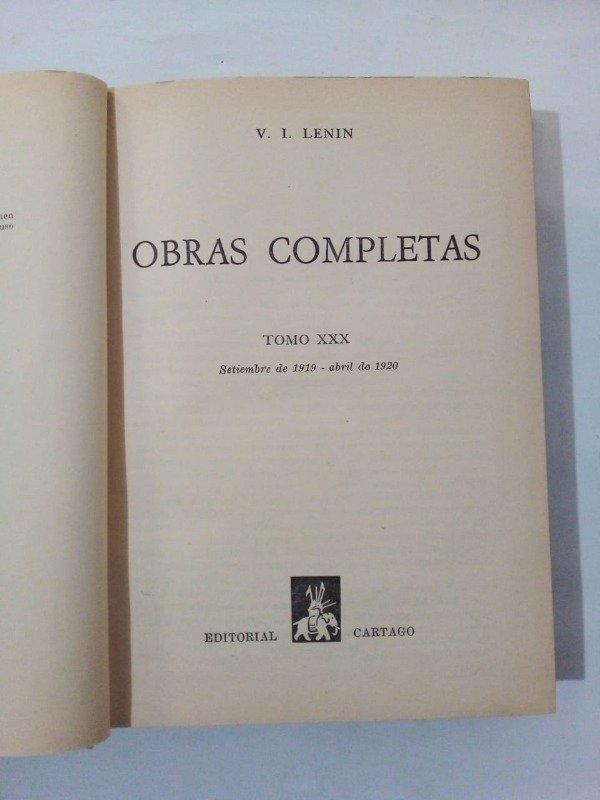 V. I. LENIN
OBRAS COMPLETAS
TOMO XXX
Setiembre de 1919 - abril de 1920
EDITORIAL CARTAGO